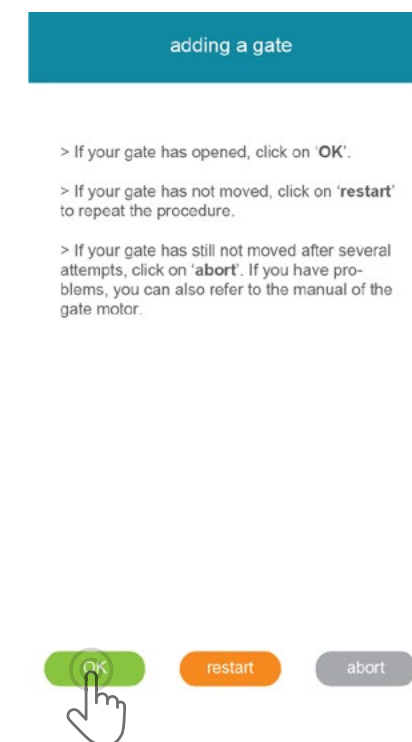 adding a gate
> If your gate has opened, click on ‘OK’.
> If your gate has not moved, click on ‘restart’
to repeat the procedure.
> If your gate has still not moved after several
attempts, click on ‘abort’. If you have pro-
blems, you can also refer to the manual of the
gate motor.
OK restart abort